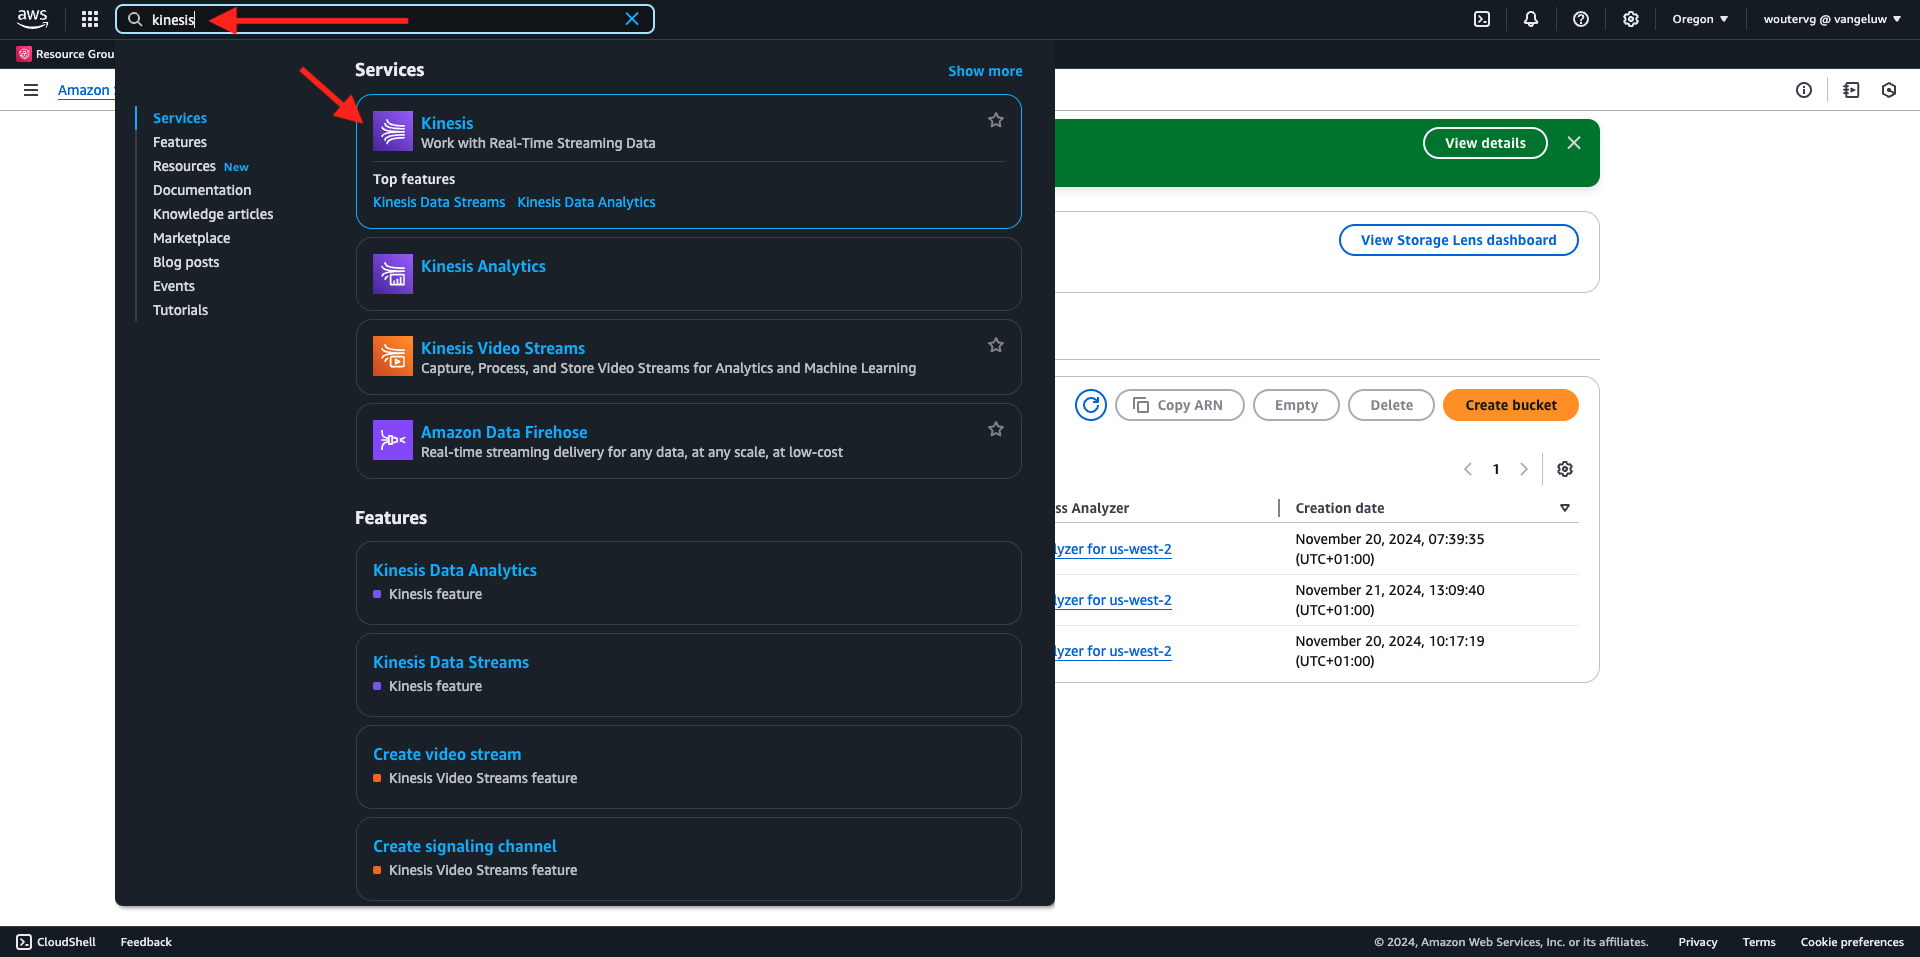 aws
kinesis
Oregon ▼
woutervg @ vangeluw ▼
Resource Grou
Amazon
Services
Features
Resources New
Documentation
Knowledge articles
Marketplace
Blog posts
Events
Tutorials
Services
Show more
Kinesis
Work with Real-Time Streaming Data
Top features
Kinesis Data Streams Kinesis Data Analytics
Kinesis Analytics
Kinesis Video Streams
Capture, Process, and Store Video Streams for Analytics and Machine Learning
Amazon Data Firehose
Real-time streaming delivery for any data, at any scale, at low-cost
Features
Kinesis Data Analytics
Kinesis feature
Kinesis Data Streams
Kinesis feature
Create video stream
Kinesis Video Streams feature
Create signaling channel
Kinesis Video Streams feature
View details
View Storage Lens dashboard
Copy ARN
Empty
Delete
Create bucket
1
ss Analyzer
Creation date
lyzer for us-west-2
November 20, 2024, 07:39:35
(UTC+01:00)
lyzer for us-west-2
November 21, 2024, 13:09:40
(UTC+01:00)
lyzer for us-west-2
November 20, 2024, 10:17:19
(UTC+01:00)
CloudShell
Feedback
© 2024, Amazon Web Services, Inc. or its affiliates.
Privacy
Terms
Cookie preferences